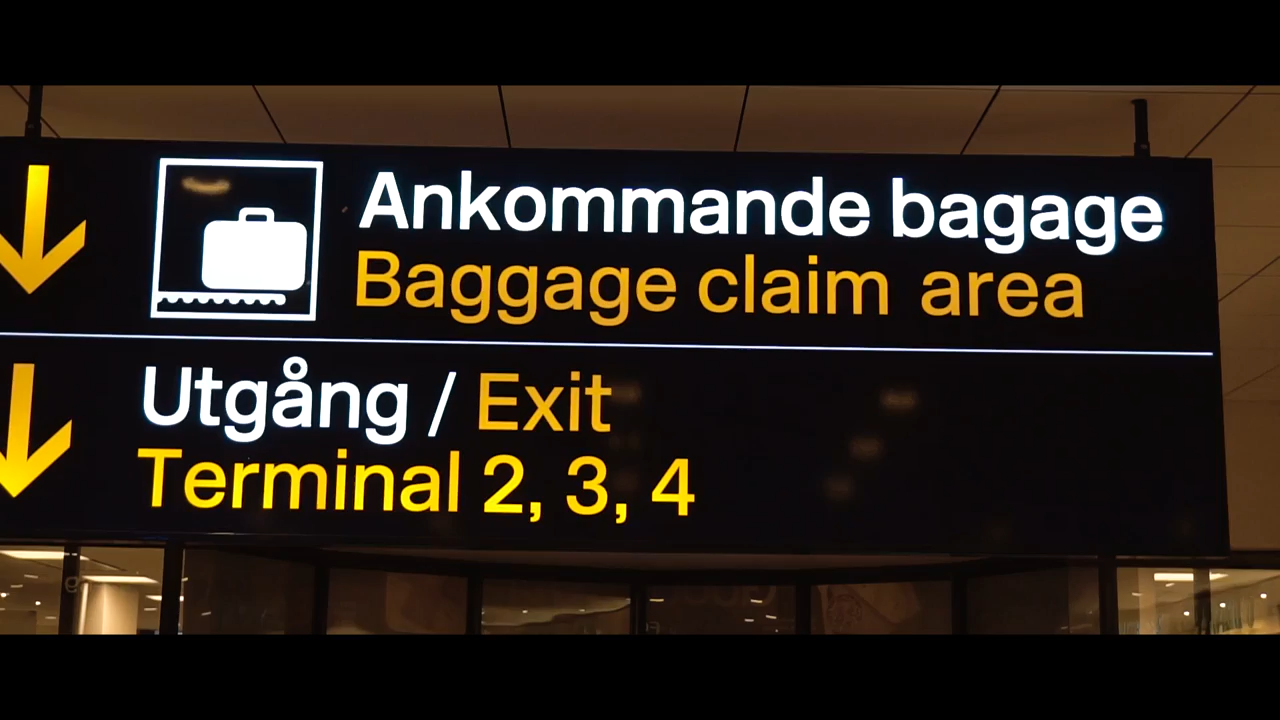 Ankommande bagage
Baggage claim area
Utgång / Exit
Terminal 2, 3, 4